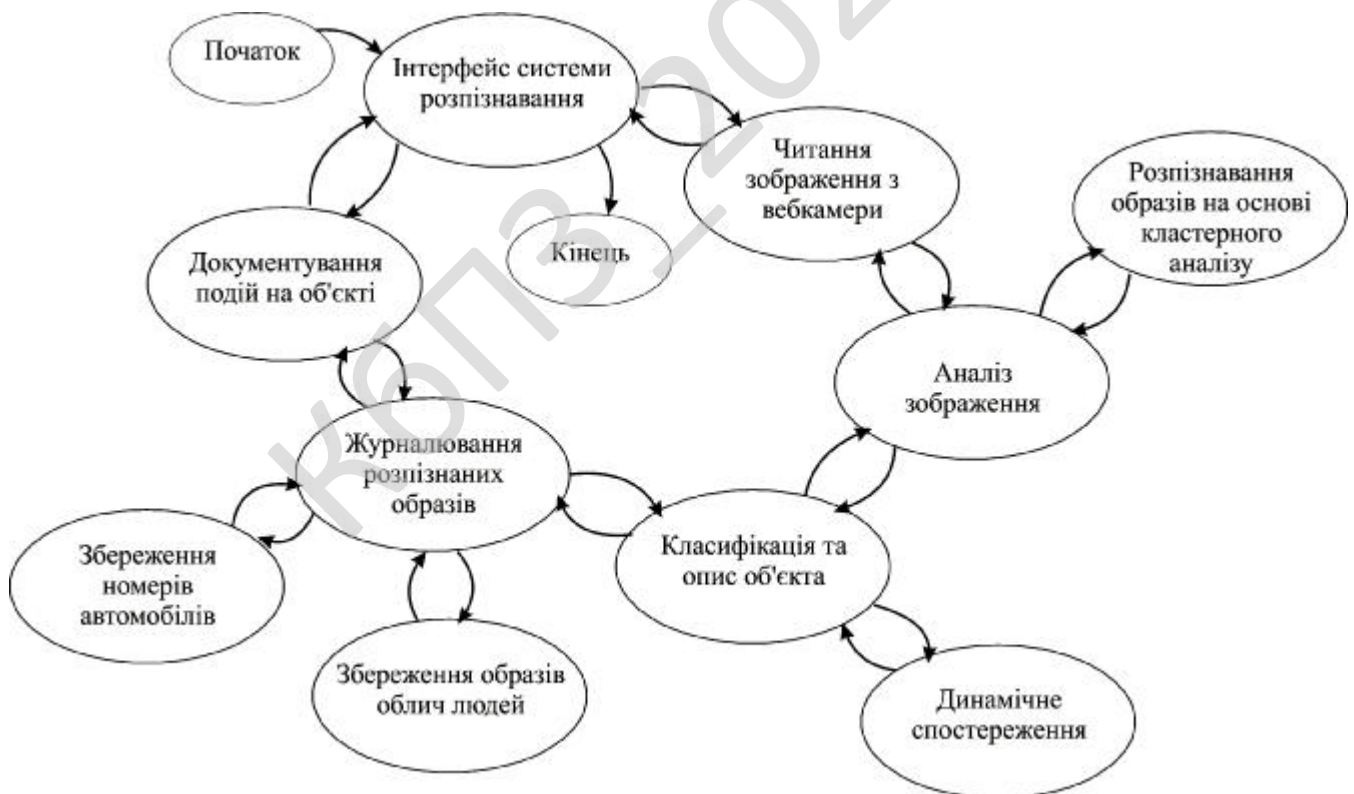 Початок
Інтерфейс системи
розпізнавання
Читання
зображення з
вебкамери
Розпізнавання
образів на основі
кластерного
аналізу
Кінець
Документування
подій на об'єкті
Аналіз
зображення
Журналювання
розпізнаних
образів
Класифікація та
опис об'єкта
Збереження
номерів
автомобілів
Збереження образів
облич людей
Динамічне
спостереження